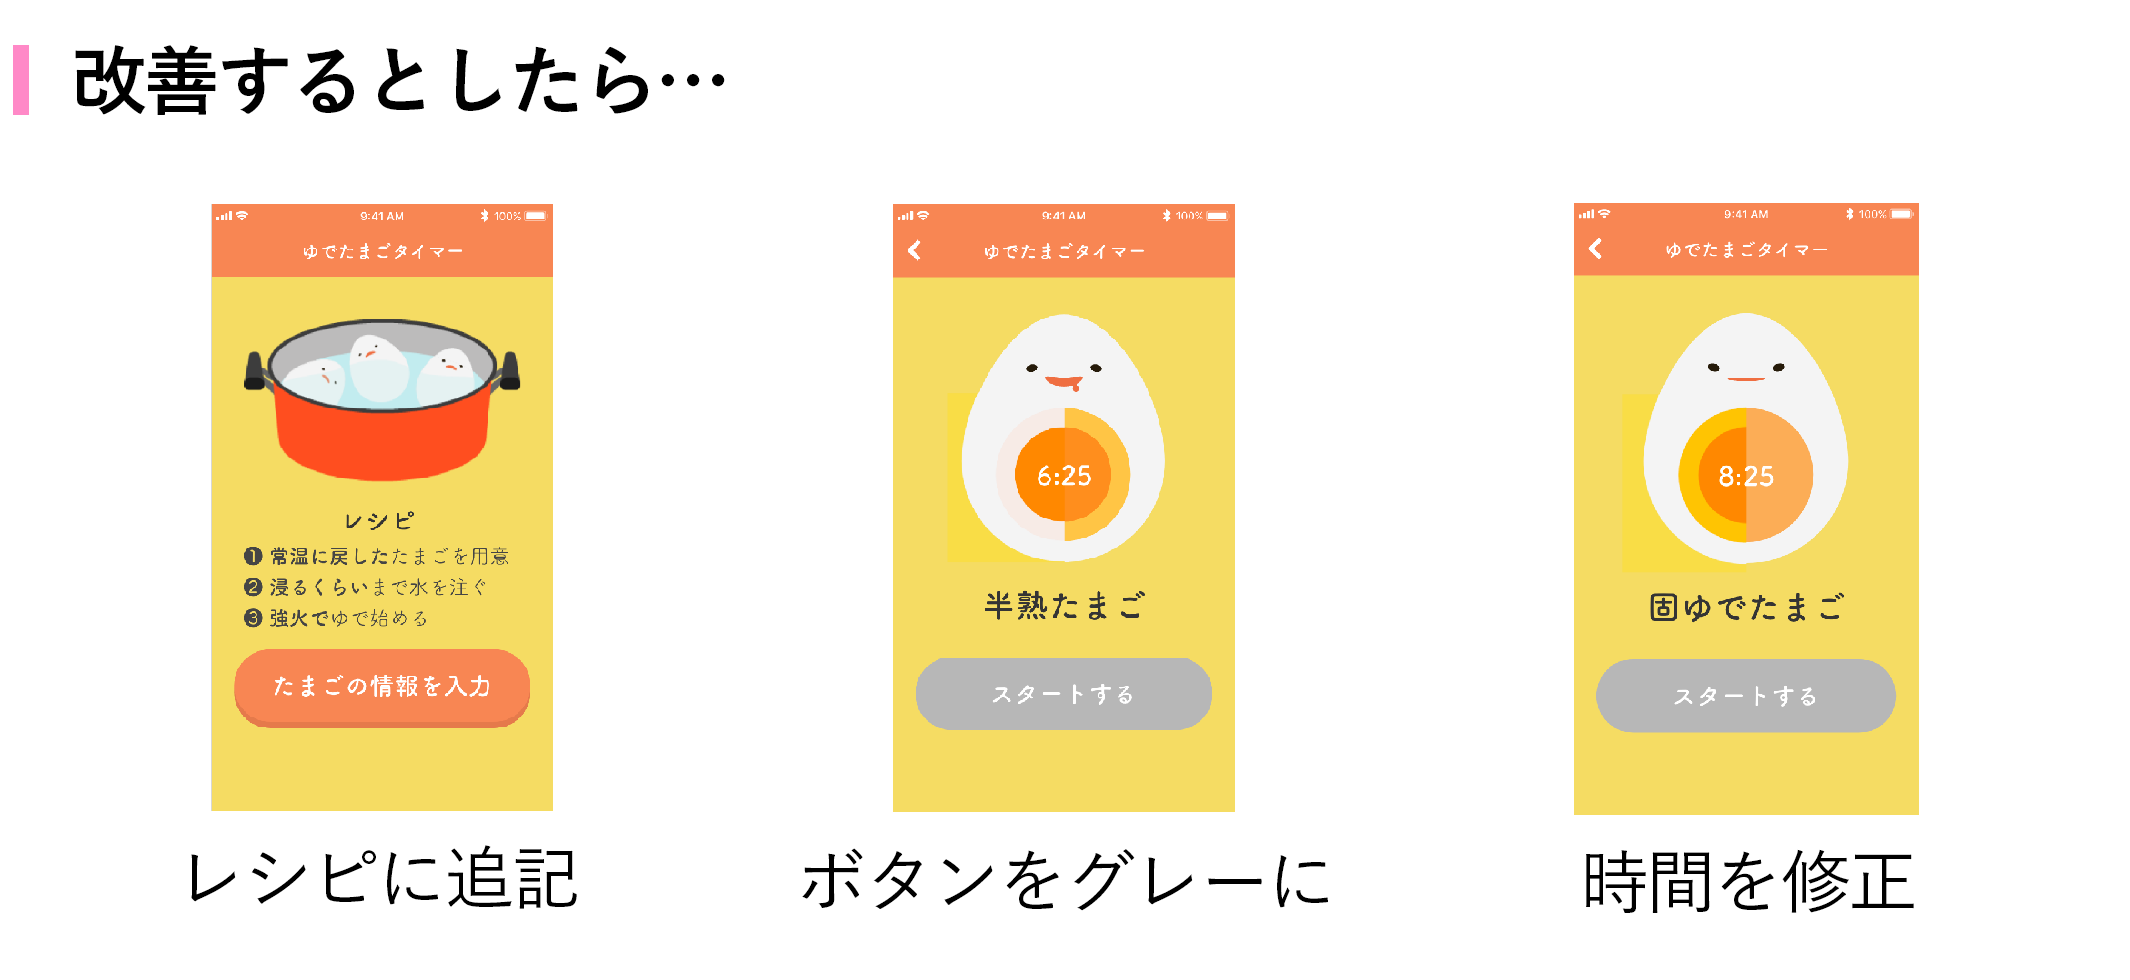 改善するとしたら…
9:41 AM 100%
ゆでたまごタイマー
レシピ
❶ 常温に戻したたまごを用意
❷ 浸るくらいまで水を注ぐ
❸ 強火でゆで始める
たまごの情報を入力
レシピに追記
9:41 AM 100%
ゆでたまごタイマー
6:25
半熟たまご
スタートする
ボタンをグレーに
9:41 AM 100%
ゆでたまごタイマー
8:25
固ゆでたまご
スタートする
時間を修正